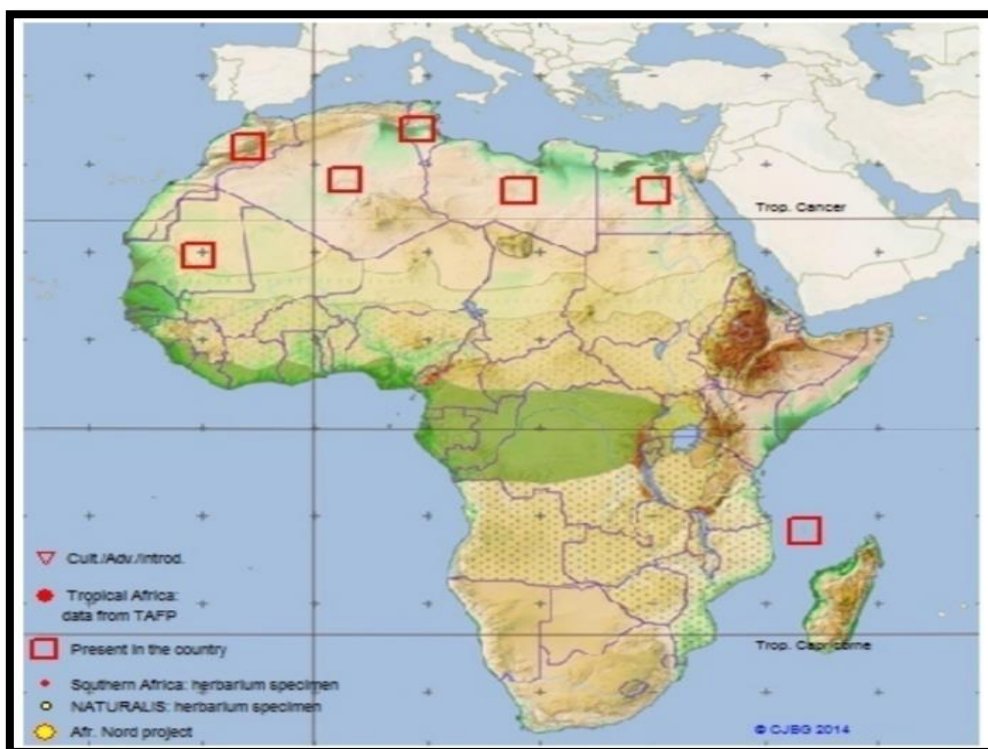 Trop. Cancer
Cult./Adv./Introd.
Tropical Africa:
data from TAFP
Present in the country
Trop. Capricorne
Southern Africa: herbarium specimen
NATURALIS: herbarium specimen
Afr. Nord project
© CJBG 2014